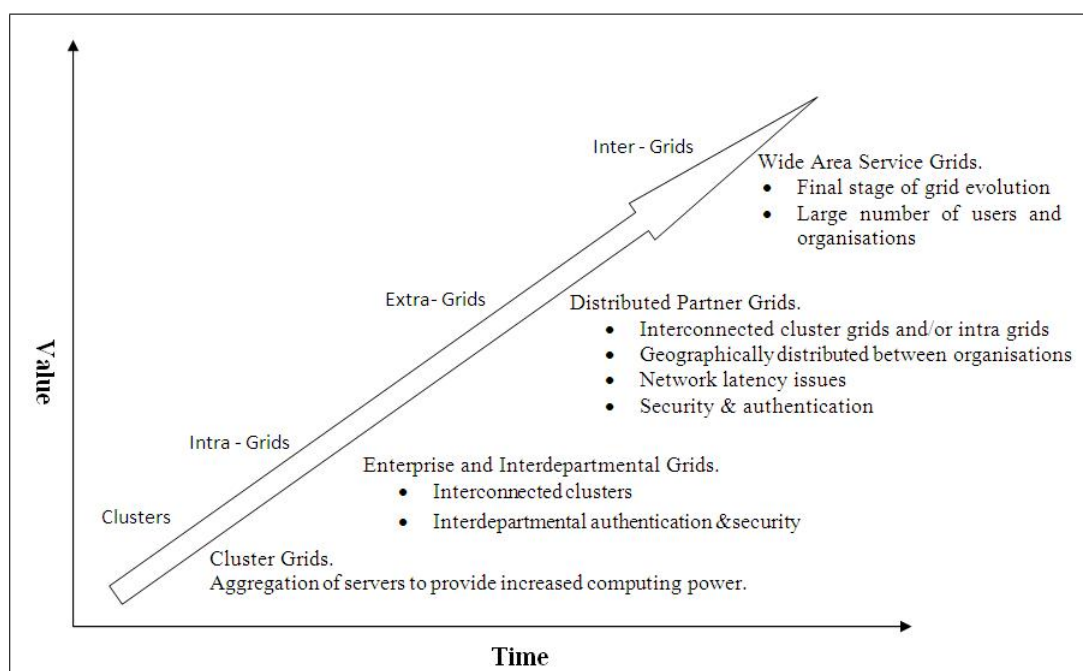 Inter - Grids
Wide Area Service Grids.
• Final stage of grid evolution
• Large number of users and
organisations
Extra- Grids
Distributed Partner Grids.
• Interconnected cluster grids and/or intra grids
• Geographically distributed between organisations
• Network latency issues
• Security & authentication
Value
Intra - Grids
Enterprise and Interdepartmental Grids.
• Interconnected clusters
• Interdepartmental authentication &security
Clusters
Cluster Grids.
Aggregation of servers to provide increased computing power.
Time